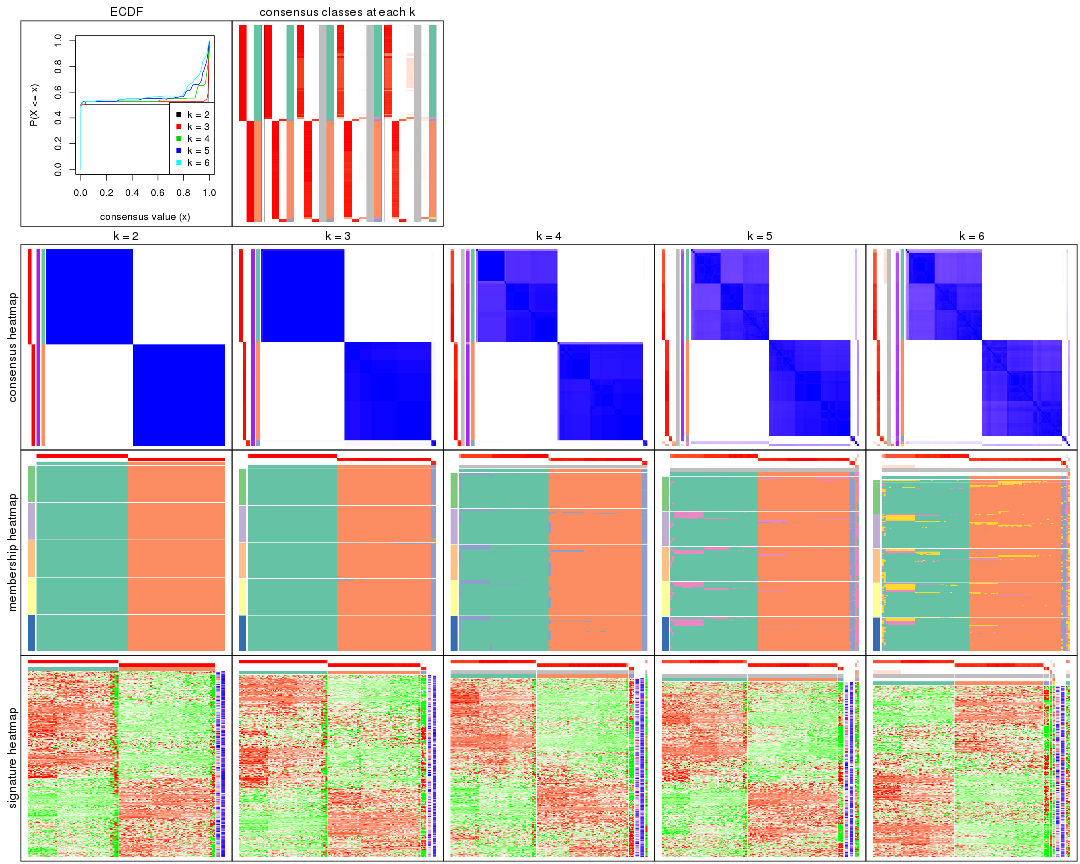 ECDF
consensus classes at each k
P(X <= x)
1.0
0.8
0.6
0.4
0.2
0.0
k = 2
k = 3
k = 4
k = 5
k = 6
0.0 0.2 0.4 0.6 0.8 1.0
consensus value (x)
k = 2
k = 3
k = 4
k = 5
k = 6
consensus heatmap
membership heatmap
signature heatmap